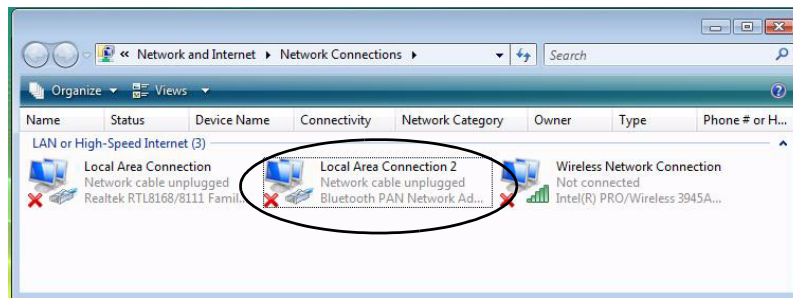 « Network and Internet ▸ Network Connections ▸ Search
Organize Views
Name Status Device Name Connectivity Network Category Owner Type Phone # or H...
LAN or High-Speed Internet (3)
Local Area Connection
Network cable unplugged
Realtek RTL8168/8111 Famil...
Local Area Connection 2
Network cable unplugged
Bluetooth PAN Network Ad...
Wireless Network Connection
Not connected
Intel(R) PRO/Wireless 3945A...